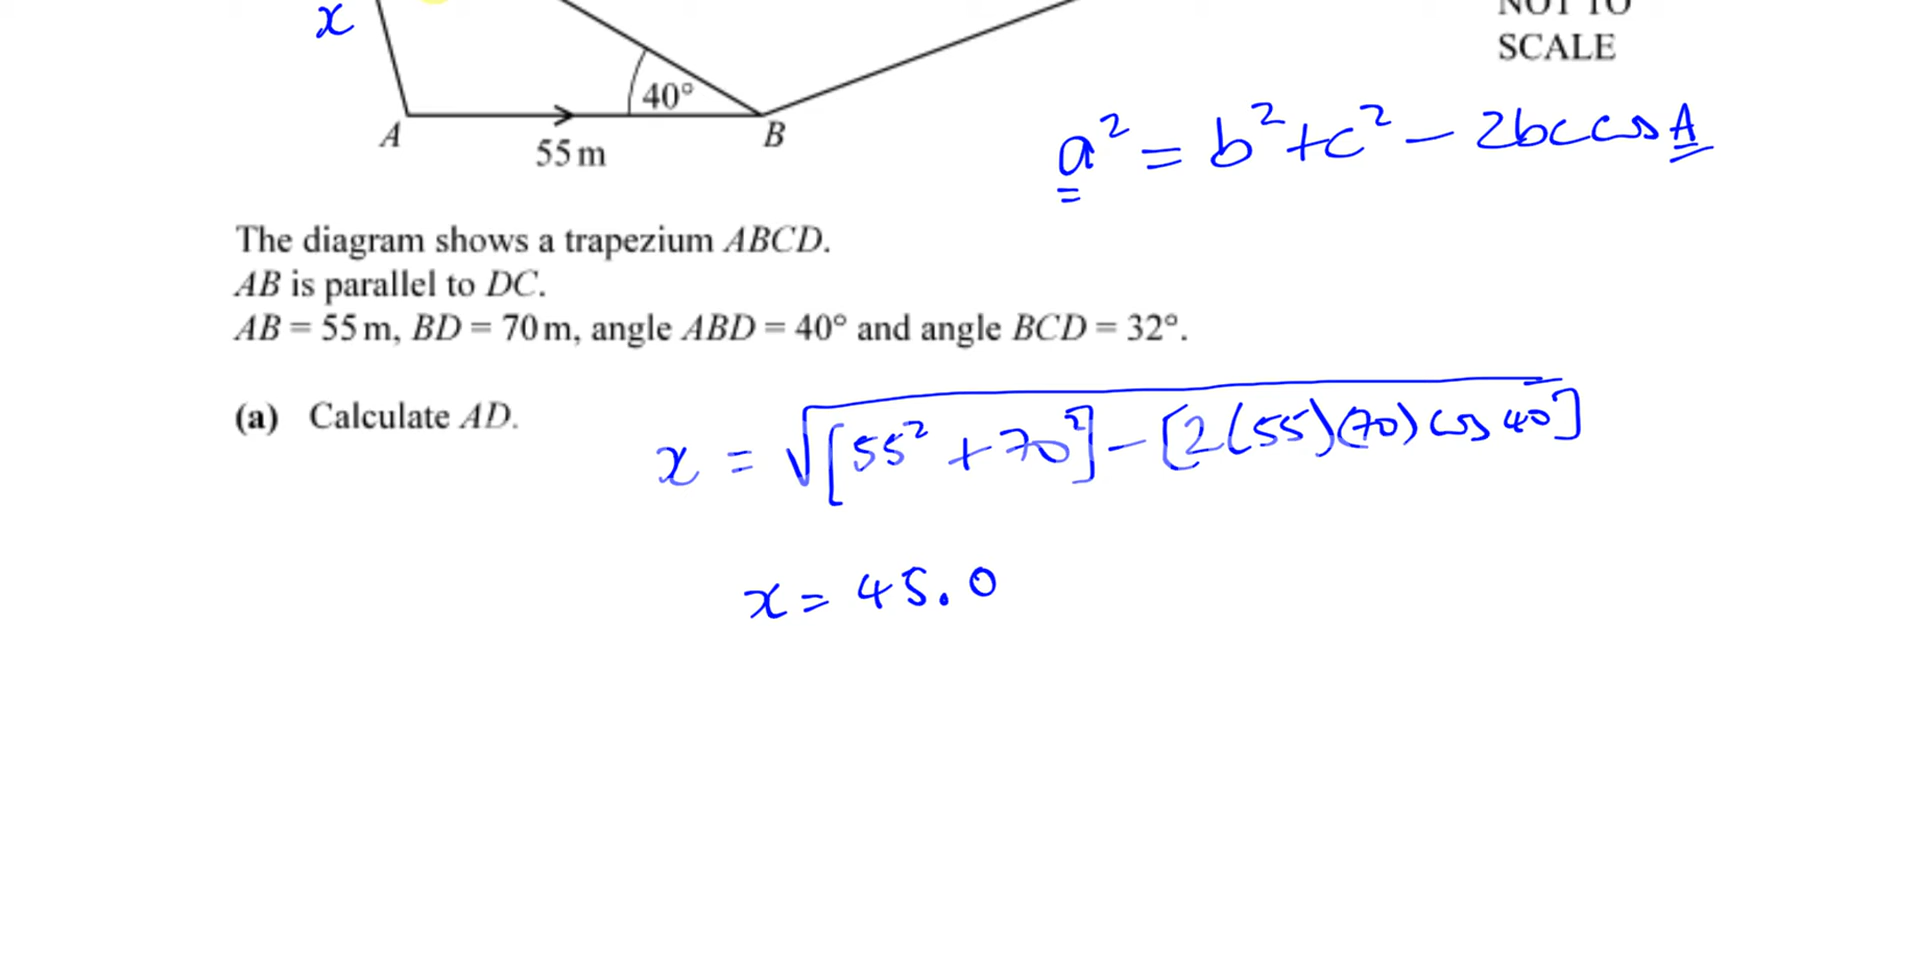 NOT TO
SCALE
x
40°
A
B
55 m
a² = b² + c² − 2bc cos A
The diagram shows a trapezium ABCD.
AB is parallel to DC.
AB = 55 m, BD = 70 m, angle ABD = 40° and angle BCD = 32°.
(a) Calculate AD.
x = √[55² + 70²] − [2(55)(70) cos 40]
x = 45.0